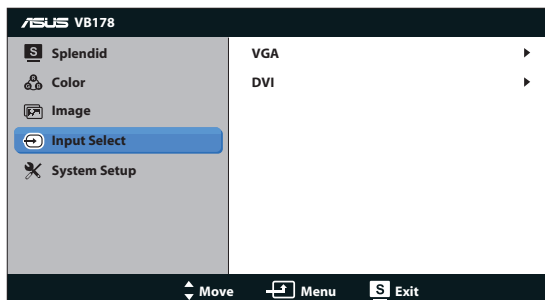 ASUS VB178
S Splendid
Color
Image
Input Select
System Setup
VGA
DVI
Move Menu S Exit